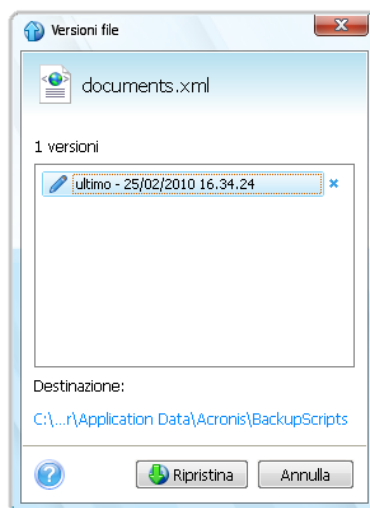 Versioni file
documents.xml
1 versioni
ultimo - 25/02/2010 16.34.24
Destinazione:
C:\...r\Application Data\Acronis\BackupScripts
Ripristina
Annulla